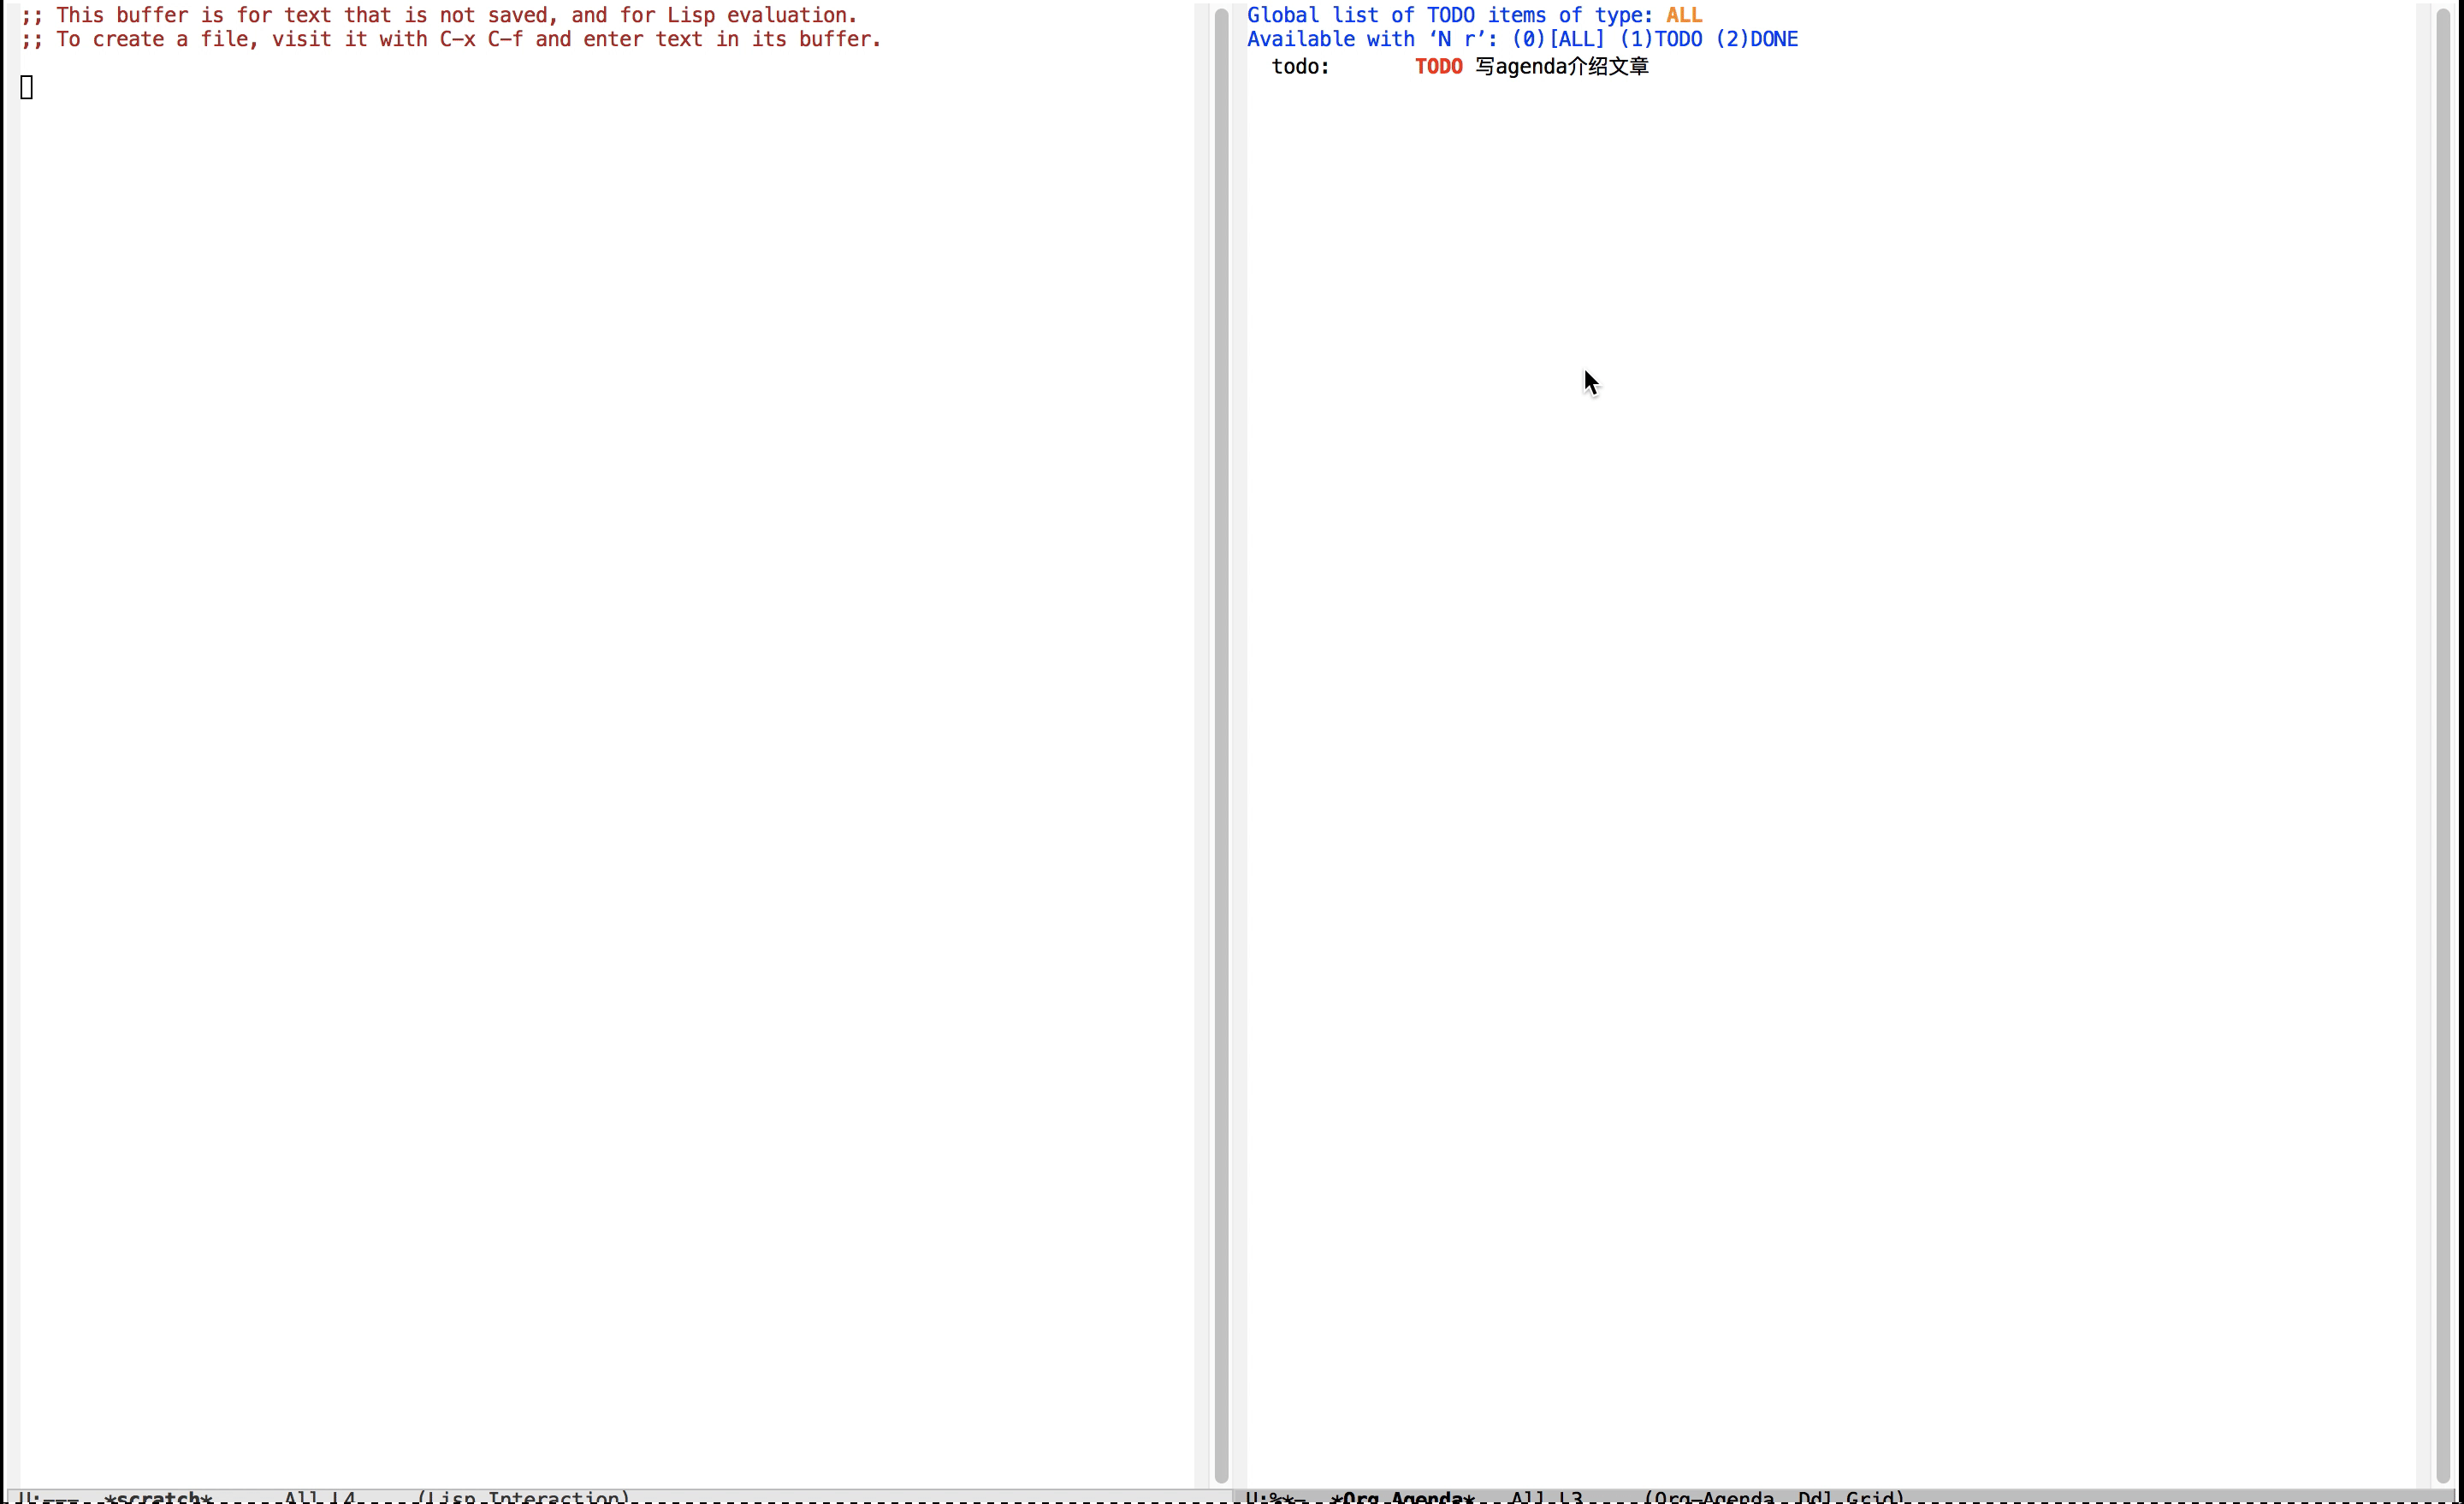 ;; This buffer is for text that is not saved, and for Lisp evaluation.
;; To create a file, visit it with C-x C-f and enter text in its buffer.
Global list of TODO items of type: ALL
Available with ‘N r’: (0)[ALL] (1)TODO (2)DONE
todo: TODO 写agenda介绍文章
U:--- *scratch* All L4 (Lisp Interaction)
U:%*- *Org Agenda* All L3 (Org-Agenda Ddl Grid)